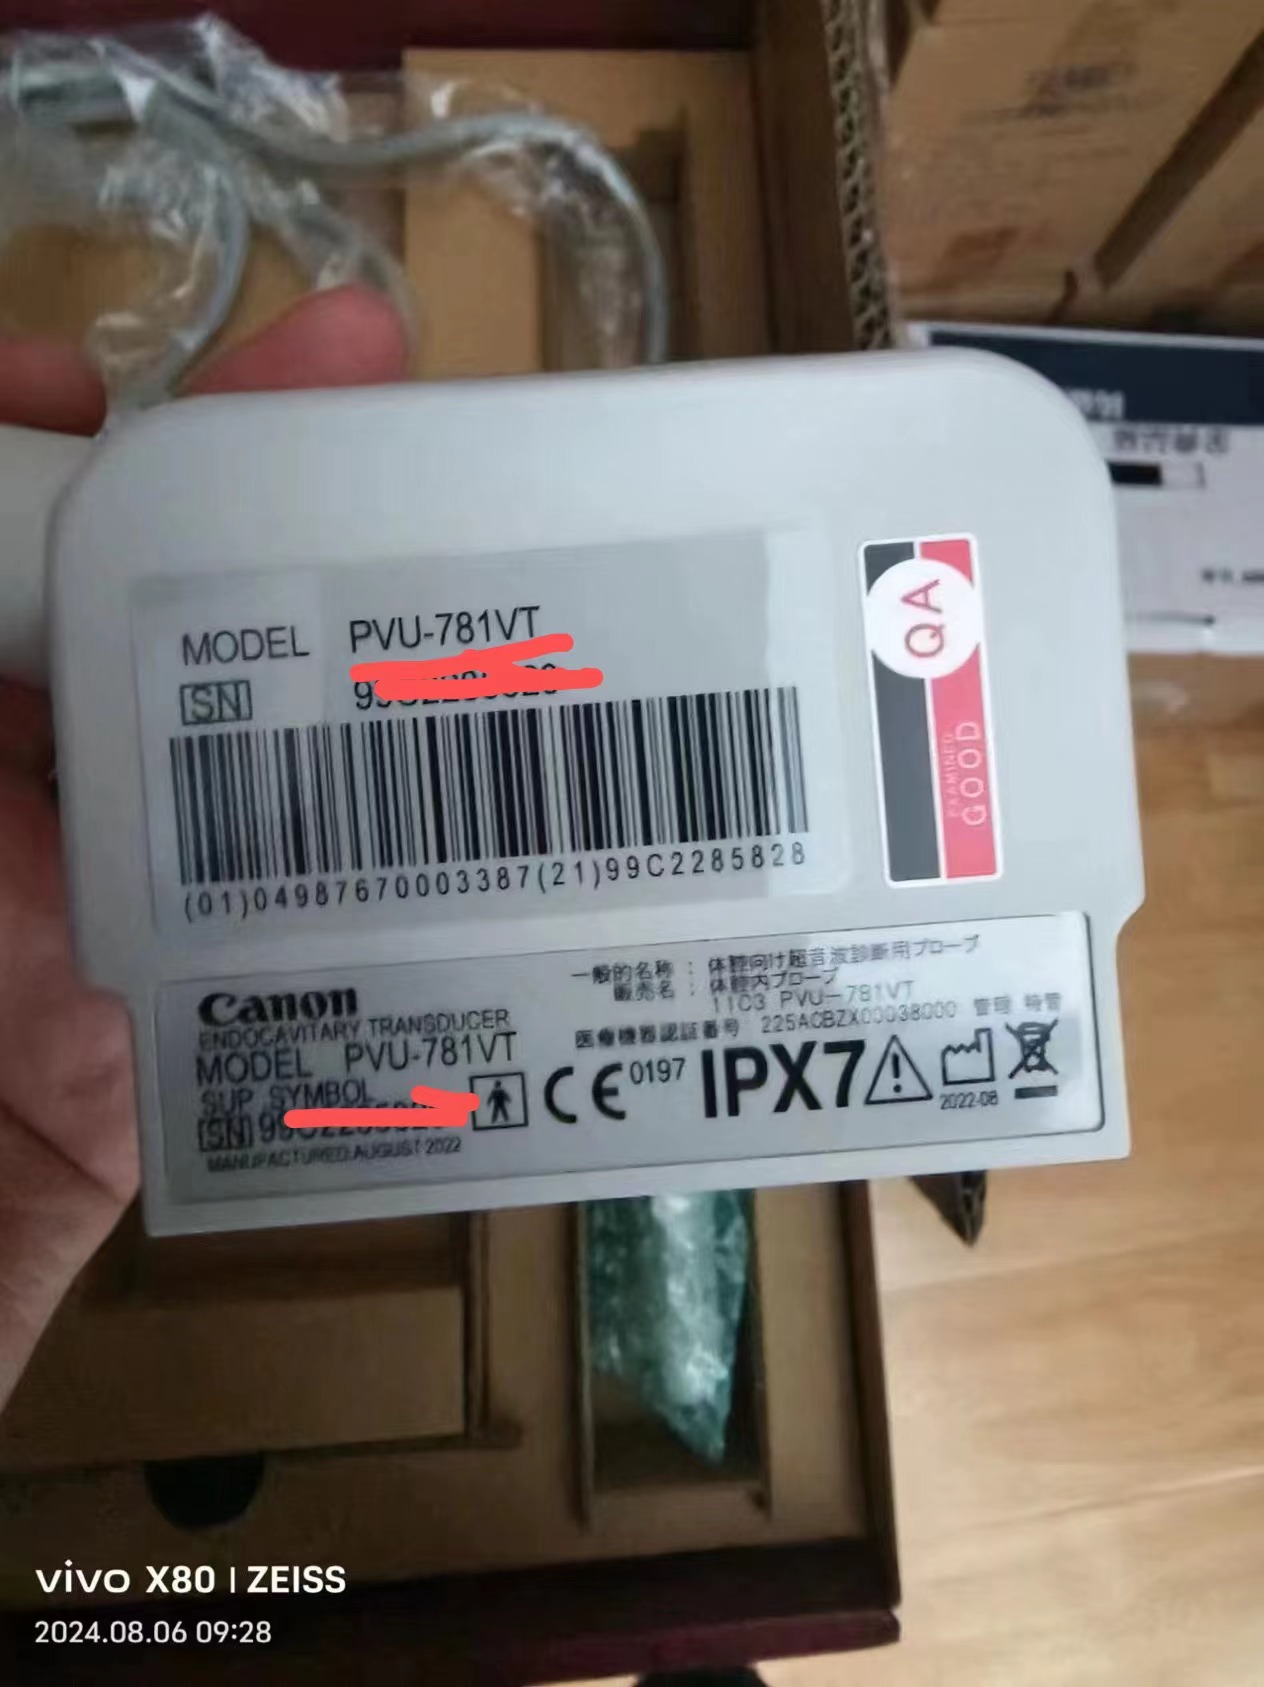 MODEL PVU-781VT
SN
(01)04987670003387(21)99C2285828
QA
EXAMINED
GOOD
Canon
ENDOCAVITARY TRANSDUCER
MODEL PVU-781VT
SUP SYMBOL
SN
MANUFACTURED AUGUST 2022
一般的名称 : 体腔向け超音波診断用プローブ
販売名 : 体腔内プローブ
11C3 PVU-781VT
医療機器認証番号 225ACBZX00038000 管理 特管
CE 0197 IPX7
2022-08
vivo X80 | ZEISS
2024.08.06 09:28